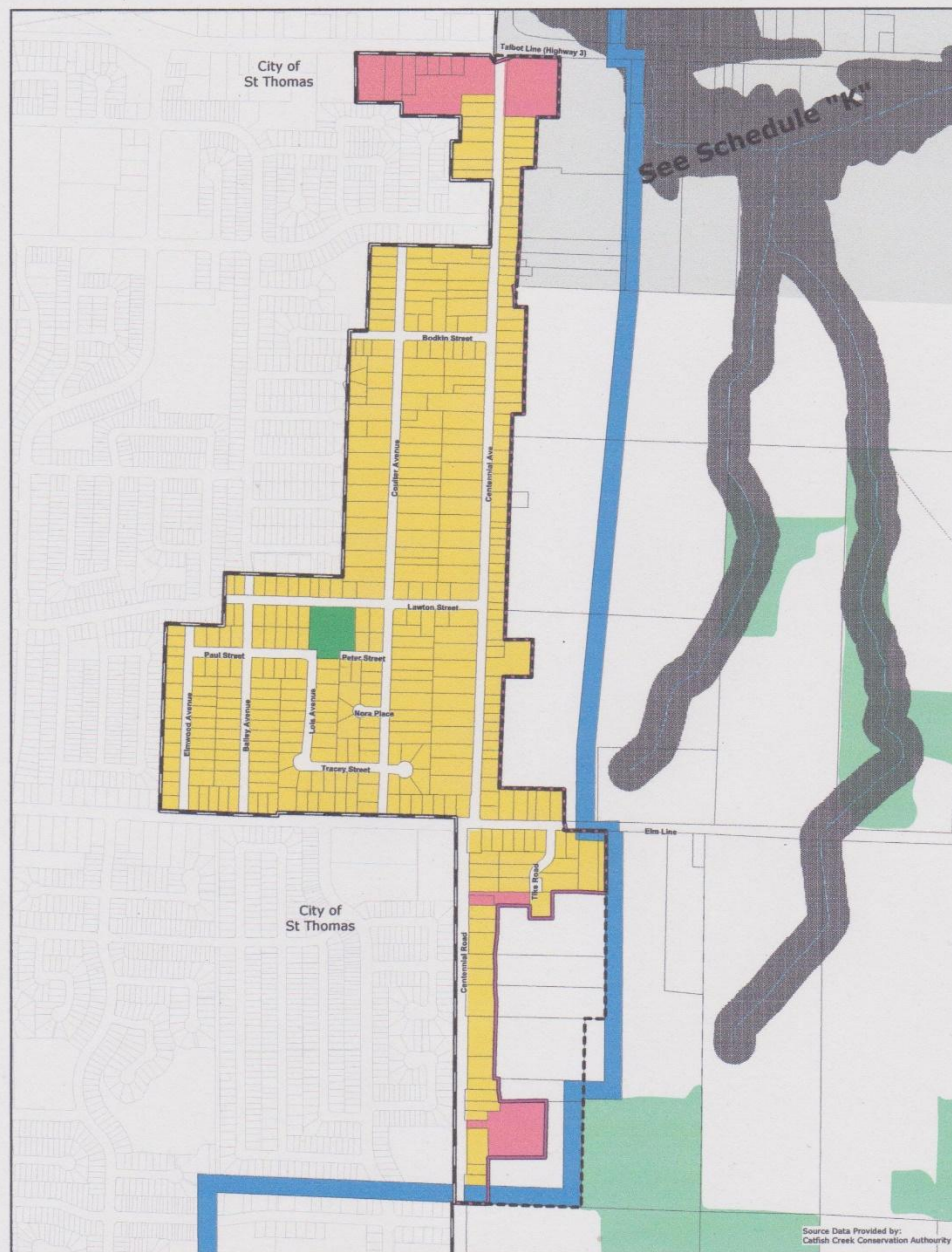 Talbot Line (Highway 3)
City of
St Thomas
See Schedule "K"
Bodkin Street
Coulter Avenue
Centennial Ave
Lawton Street
Paul Street
Peter Street
Elmwood Avenue
Bailey Avenue
Lois Avenue
Nora Place
Tracey Street
Elm Line
Tika Road
City of
St Thomas
Centennial Road
Source Data Provided by:
Catfish Creek Conservation Authourity